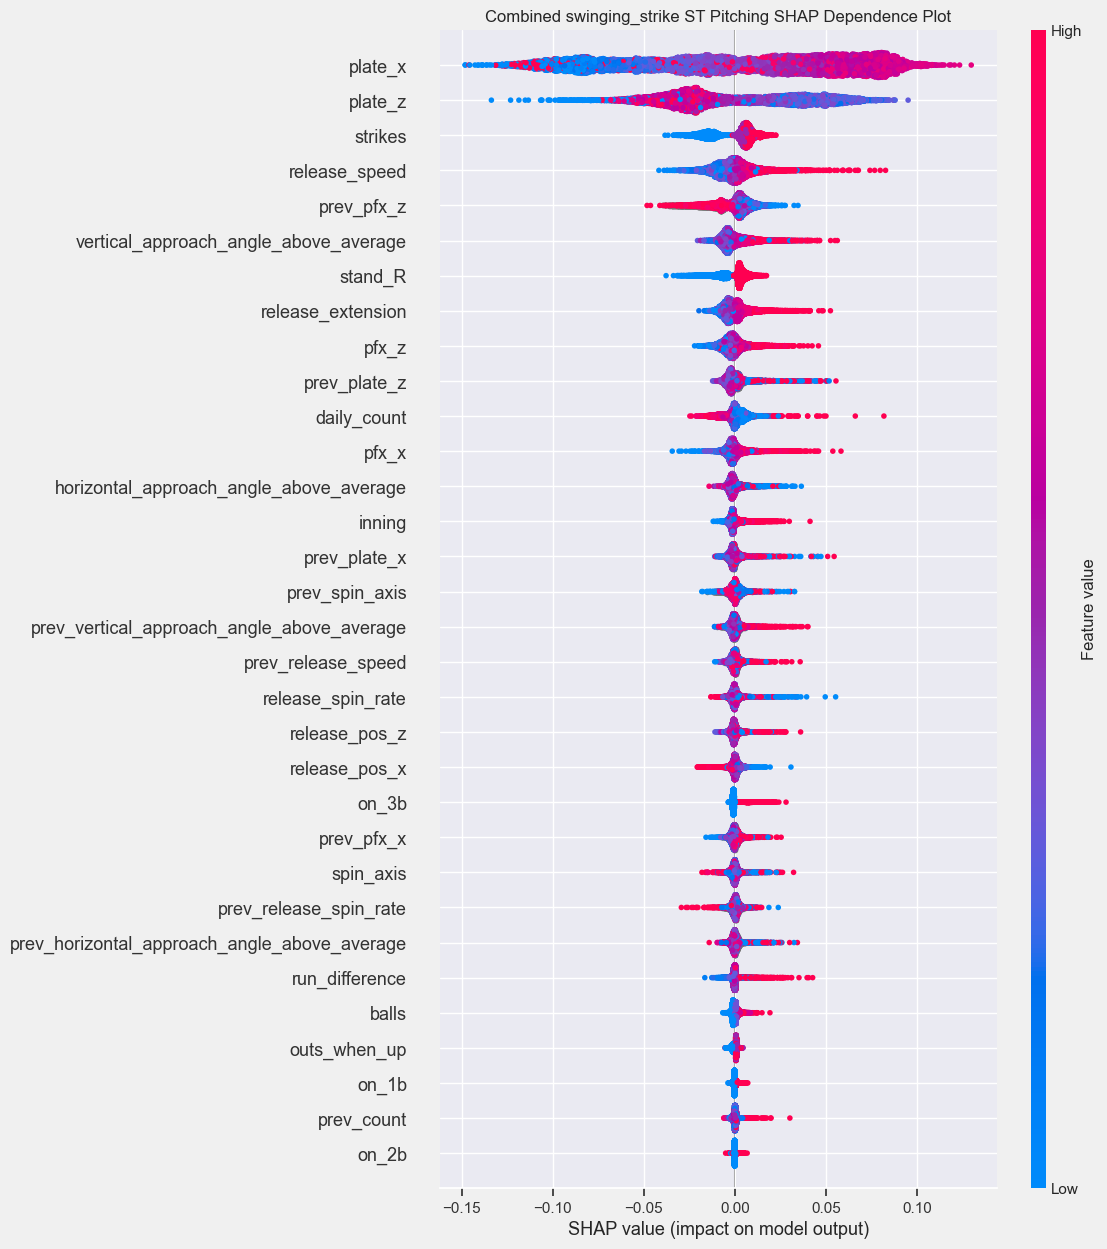 Combined swinging_strike ST Pitching SHAP Dependence Plot
High
plate_x
plate_z
strikes
release_speed
prev_pfx_z
vertical_approach_angle_above_average
stand_R
release_extension
pfx_z
prev_plate_z
daily_count
pfx_x
horizontal_approach_angle_above_average
inning
prev_plate_x
prev_spin_axis
prev_vertical_approach_angle_above_average
prev_release_speed
release_spin_rate
release_pos_z
release_pos_x
on_3b
prev_pfx_x
spin_axis
prev_release_spin_rate
prev_horizontal_approach_angle_above_average
run_difference
balls
outs_when_up
on_1b
prev_count
on_2b
Feature value
Low
−0.15 −0.10 −0.05 0.00 0.05 0.10
SHAP value (impact on model output)